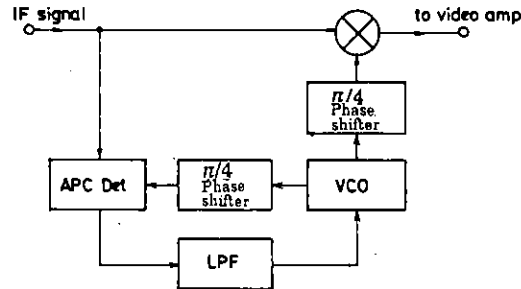 IF signal
to video amp
π/4
Phase
shifter
APC Det
π/4
Phase
shifter
VCO
LPF